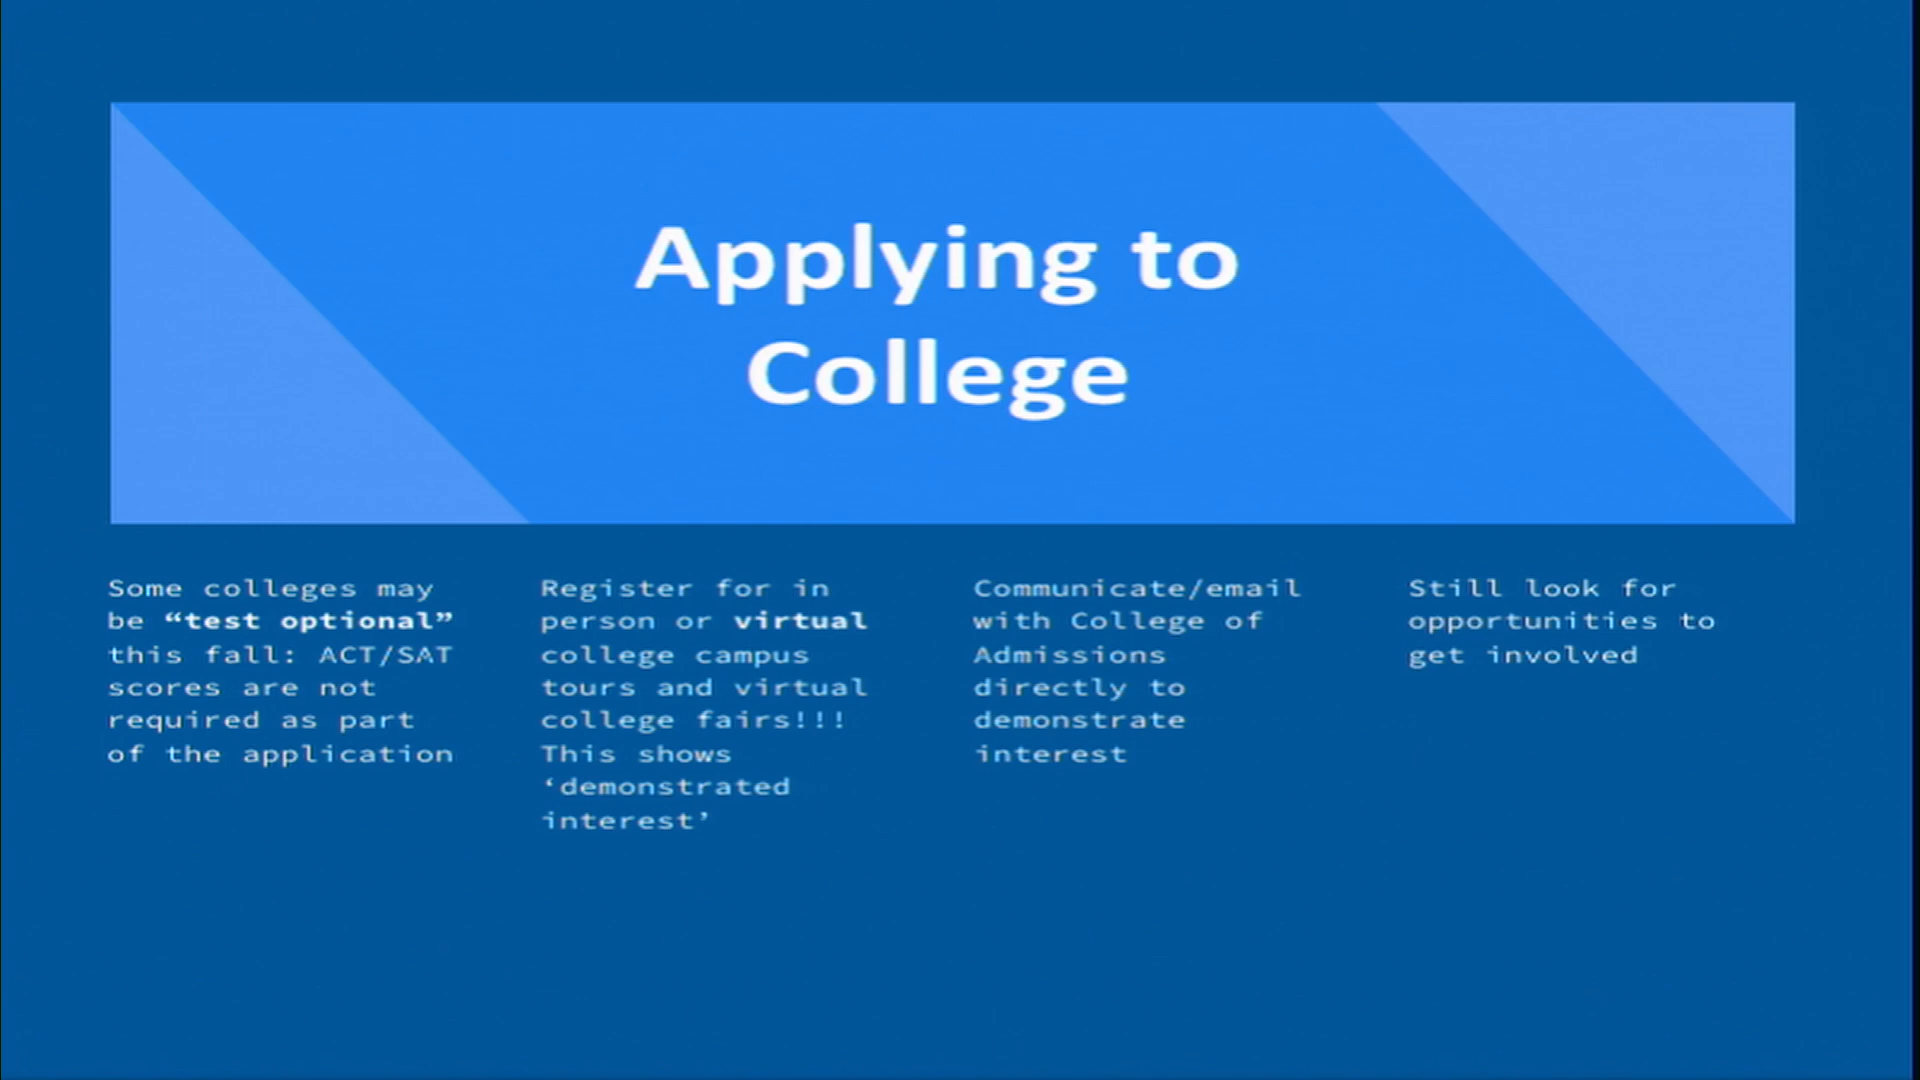 Applying to
College
Some colleges may
be “test optional”
this fall: ACT/SAT
scores are not
required as part
of the application
Register for in
person or virtual
college campus
tours and virtual
college fairs!!!
This shows
‘demonstrated
interest’
Communicate/email
with College of
Admissions
directly to
demonstrate
interest
Still look for
opportunities to
get involved